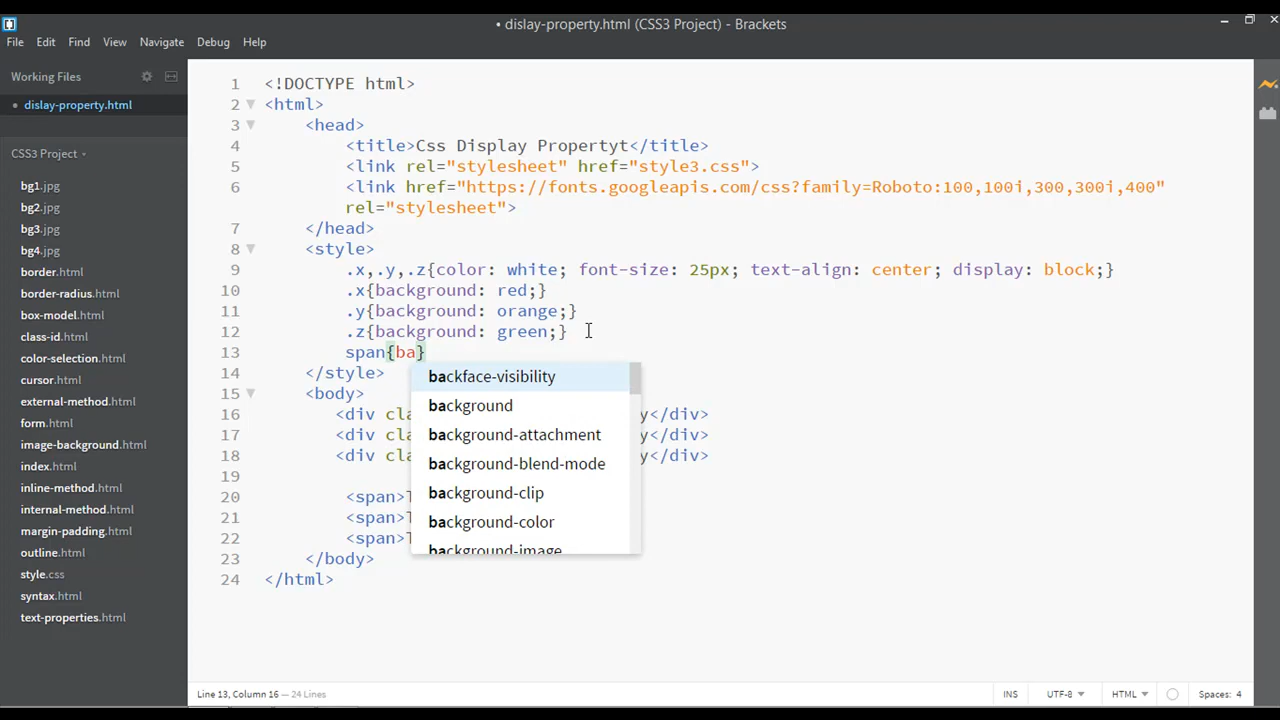 • dislay-property.html (CSS3 Project) - Brackets
File Edit Find View Navigate Debug Help
Working Files
• dislay-property.html
CSS3 Project
bg1.jpg
bg2.jpg
bg3.jpg
bg4.jpg
border.html
border-radius.html
box-model.html
class-id.html
color-selection.html
cursor.html
external-method.html
form.html
image-background.html
index.html
inline-method.html
internal-method.html
margin-padding.html
outline.html
style.css
syntax.html
text-properties.html
1 <!DOCTYPE html>
2 <html>
3 <head>
4 <title>Css Display Propertyt</title>
5 <link rel="stylesheet" href="style3.css">
6 <link href="https://fonts.googleapis.com/css?family=Roboto:100,100i,300,300i,400"
rel="stylesheet">
7 </head>
8 <style>
9 .x,.y,.z{color: white; font-size: 25px; text-align: center; display: block;}
10 .x{background: red;}
11 .y{background: orange;}
12 .z{background: green;}
13 span{ba}
14 </style>
15 <body>
16 <div cla y</div>
17 <div cla y</div>
18 <div cla y</div>
19
20 <span>T
21 <span>T
22 <span>T
23 </body>
24 </html>
backface-visibility
background
background-attachment
background-blend-mode
background-clip
background-color
background-image
Line 13, Column 16 — 24 Lines
INS UTF-8 HTML Spaces: 4